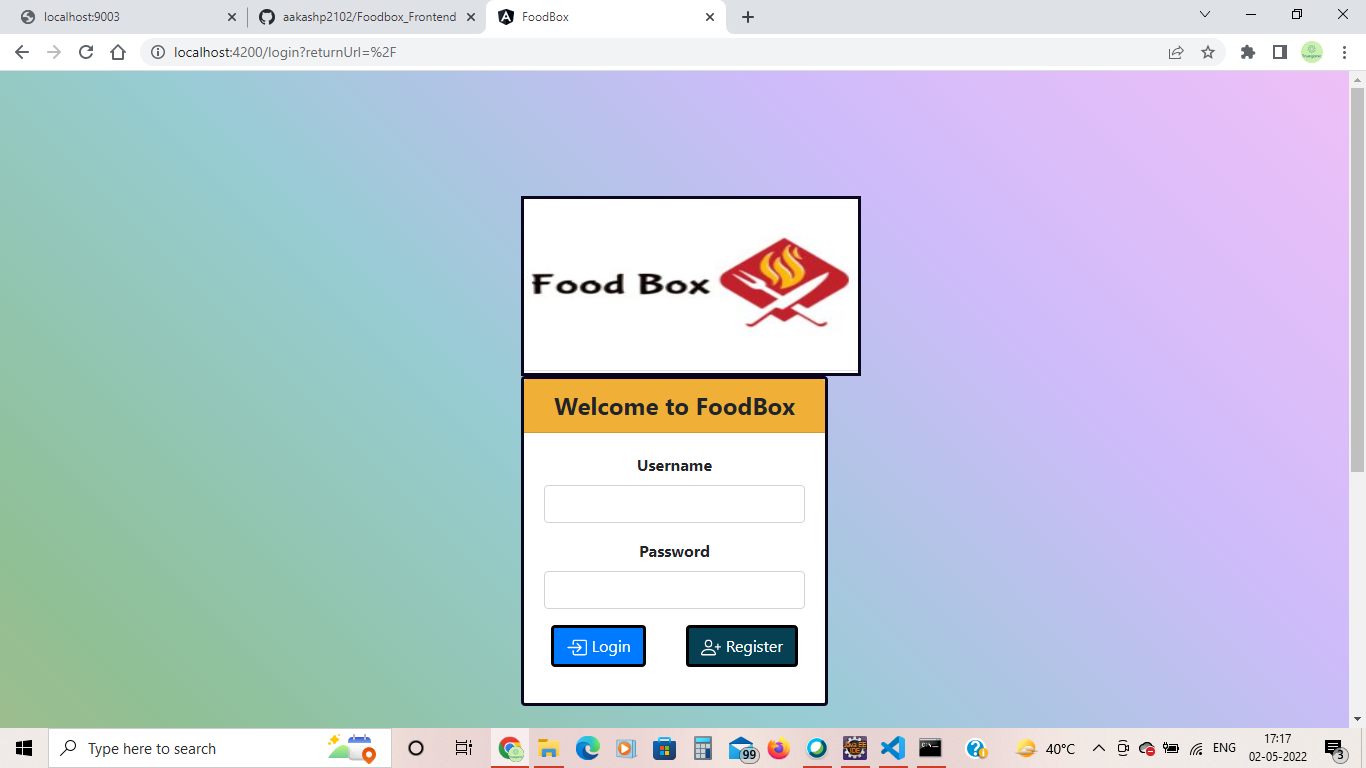 localhost:9003
aakashp2102/Foodbox_Frontend
FoodBox
localhost:4200/login?returnUrl=%2F
Food Box
Welcome to FoodBox
Username
Password
Login
Register
Type here to search
99
40°C
ENG
17:17
02-05-2022
3